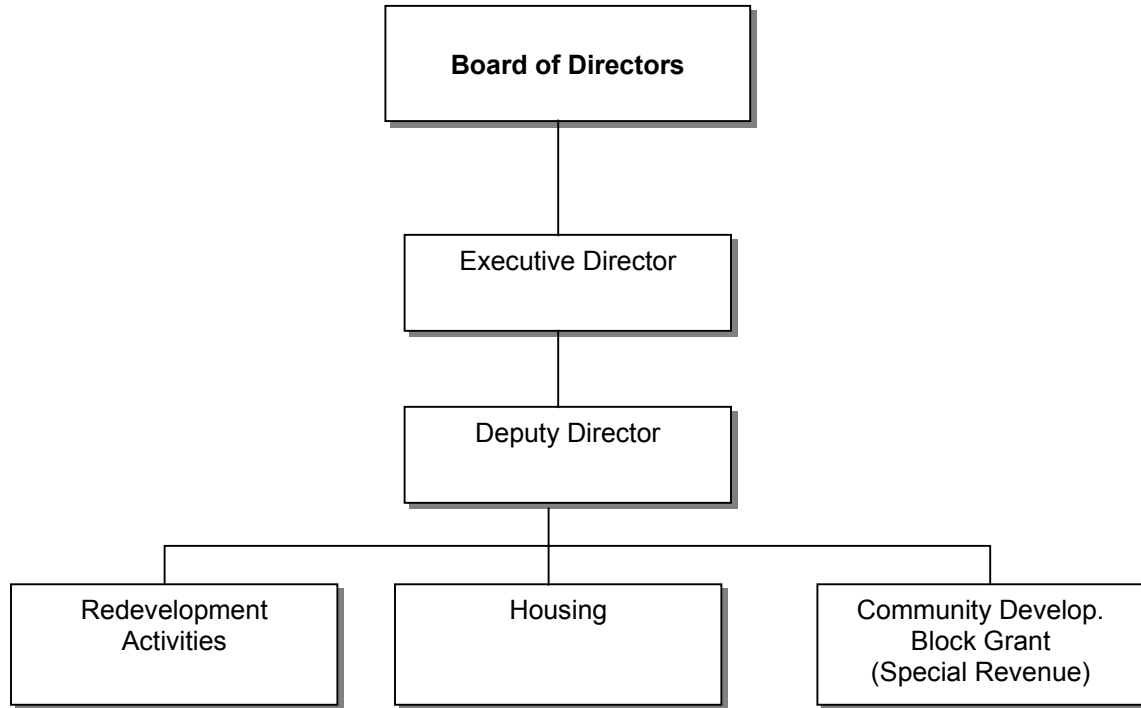 Board of Directors
Executive Director
Deputy Director
Redevelopment
Activities
Housing
Community Develop.
Block Grant
(Special Revenue)